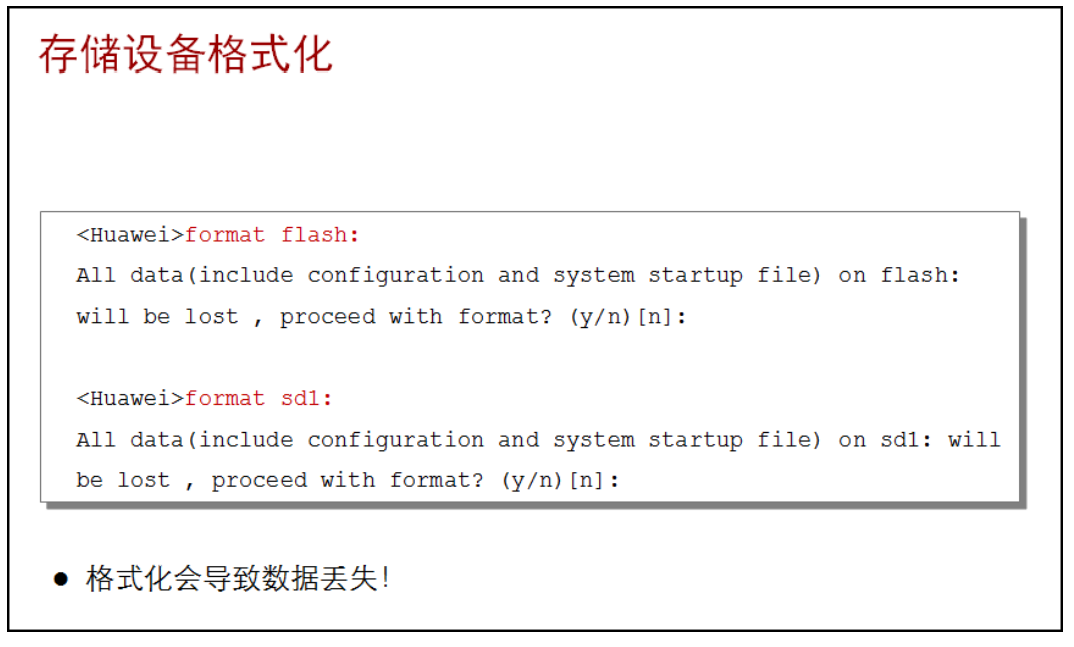 存储设备格式化
<Huawei>format flash:
All data(include configuration and system startup file) on flash:
will be lost , proceed with format? (y/n)[n]:
<Huawei>format sd1:
All data(include configuration and system startup file) on sd1: will
be lost , proceed with format? (y/n)[n]:
● 格式化会导致数据丢失!